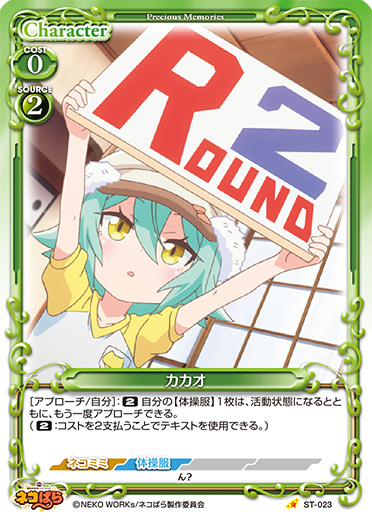 Precious Memories
Character
COST
0
SOURCE
2
ROUND 2
カカオ
[アプローチ/自分]:2 自分の【体操服】1枚は、活動状態になるとと
もに、もう一度アプローチできる。
(2:コストを2支払うことでテキストを使用できる。)
ネコミミ 体操服
ん?
ネコぱら
©NEKO WORKs/ネコぱら製作委員会
ST-023